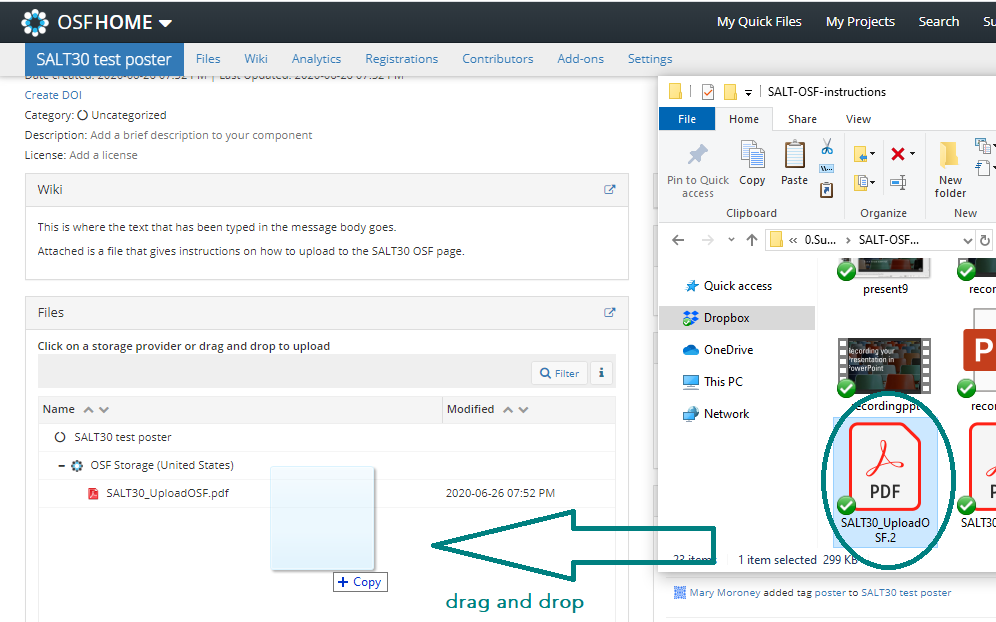 OSFHOME
My Quick Files My Projects Search Su
SALT30 test poster Files Wiki Analytics Registrations Contributors Add-ons Settings
Date created: 2020-06-26 07:52 PM | Last Updated: 2020-06-26 07:52 PM
Create DOI
Category: Uncategorized
Description: Add a brief description to your component
License: Add a license
Wiki
This is where the text that has been typed in the message body goes.
Attached is a file that gives instructions on how to upload to the SALT30 OSF page.
Files
Click on a storage provider or drag and drop to upload
Filter i
Name Modified
SALT30 test poster
− OSF Storage (United States)
SALT30_UploadOSF.pdf 2020-06-26 07:52 PM
+ Copy
drag and drop
SALT-OSF-instructions
File Home Share View
Pin to Quick
access
Copy
Paste
New
folder
Clipboard Organize New
« 0.Su... › SALT-OSF...
Quick access
Dropbox
OneDrive
This PC
Network
present9 recor
Recording your
Presentation in
PowerPoint
P
recordingppt recor
PDF
SALT30_UploadO
SF.2
SALT30
23 items 1 item selected 299 KB
Mary Moroney added tag poster to SALT30 test poster